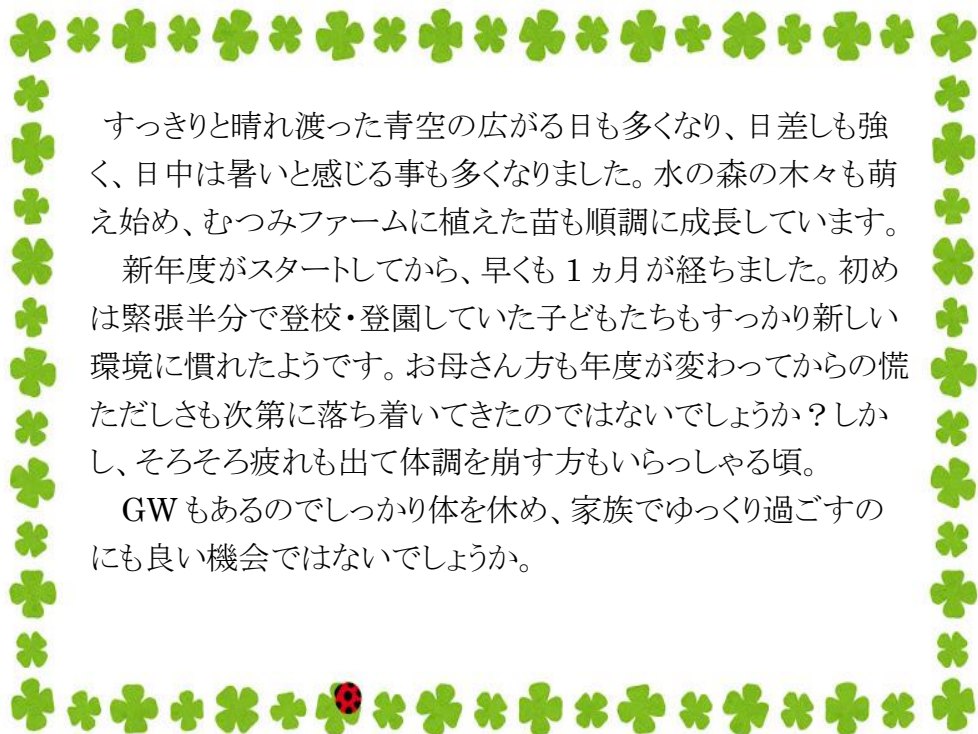 すっきりと晴れ渡った青空の広がる日も多くなり、日差しも強
く、日中は暑いと感じる事も多くなりました。水の森の木々も萌
え始め、むつみファームに植えた苗も順調に成長しています。
新年度がスタートしてから、早くも 1 ヵ月が経ちました。初め
は緊張半分で登校・登園していた子どもたちもすっかり新しい
環境に慣れたようです。お母さん方も年度が変わってからの慌
ただしさも次第に落ち着いてきたのではないでしょうか？しか
し、そろそろ疲れも出て体調を崩す方もいらっしゃる頃。
GW もあるのでしっかり体を休め、家族でゆっくり過ごすの
にも良い機会ではないでしょうか。